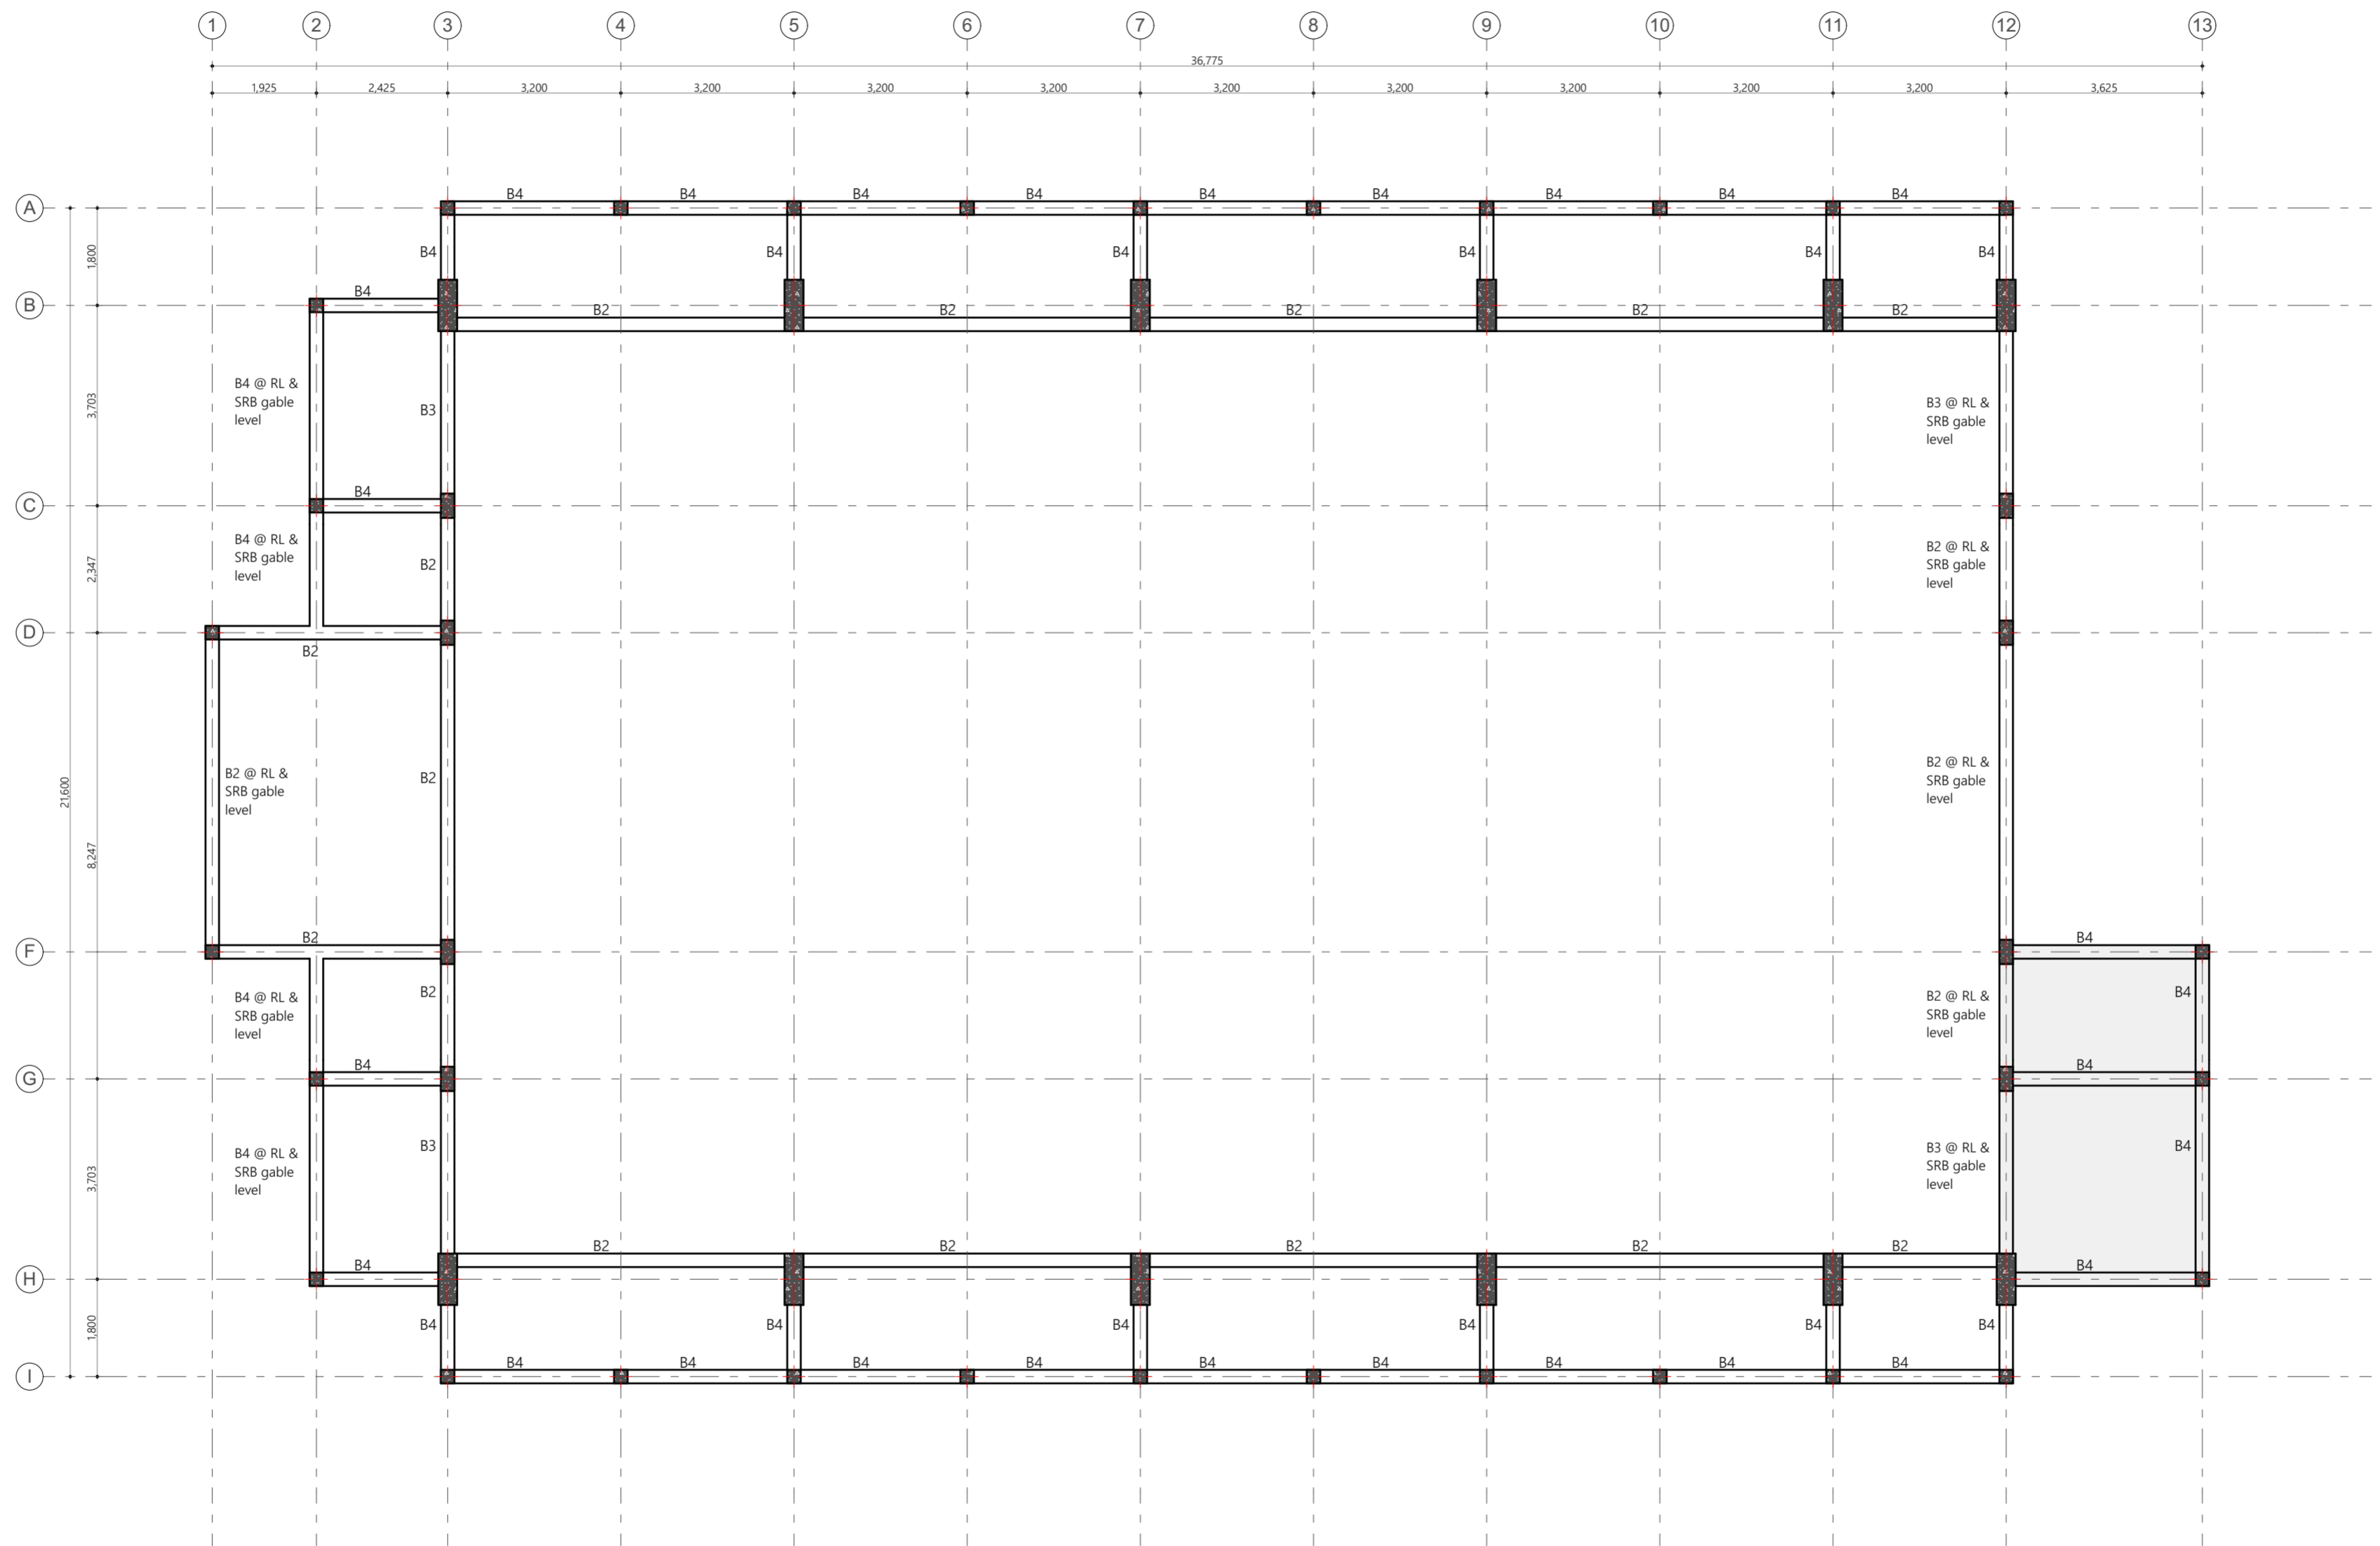 1 2 3 4 5 6 7 8 9 10 11 12 13
36,775
1,925 2,425 3,200 3,200 3,200 3,200 3,200 3,200 3,200 3,200 3,200 3,625
B4 B4 B4 B4 B4 B4 B4 B4 B4
A
1,800
B4 B4 B4 B4 B4 B4
B4
B
B2 B2 B2 B2 B2
3,703
B4 @ RL &
SRB gable
level
B3
B3 @ RL &
SRB gable
level
B4
C
2,347
B4 @ RL &
SRB gable
level
B2
B2 @ RL &
SRB gable
level
D
B2
21,600
B2 @ RL &
SRB gable
level
B2
B2 @ RL &
SRB gable
level
8,247
B2
B4
F
B4 @ RL &
SRB gable
level
B2
B2 @ RL &
SRB gable
level
B4
B4
B4
G
3,703
B4 @ RL &
SRB gable
level
B3
B3 @ RL &
SRB gable
level
B4
B2 B2 B2 B2 B2
B4
B4
H
1,800
B4 B4 B4 B4 B4 B4
B4 B4 B4 B4 B4 B4 B4 B4 B4
I